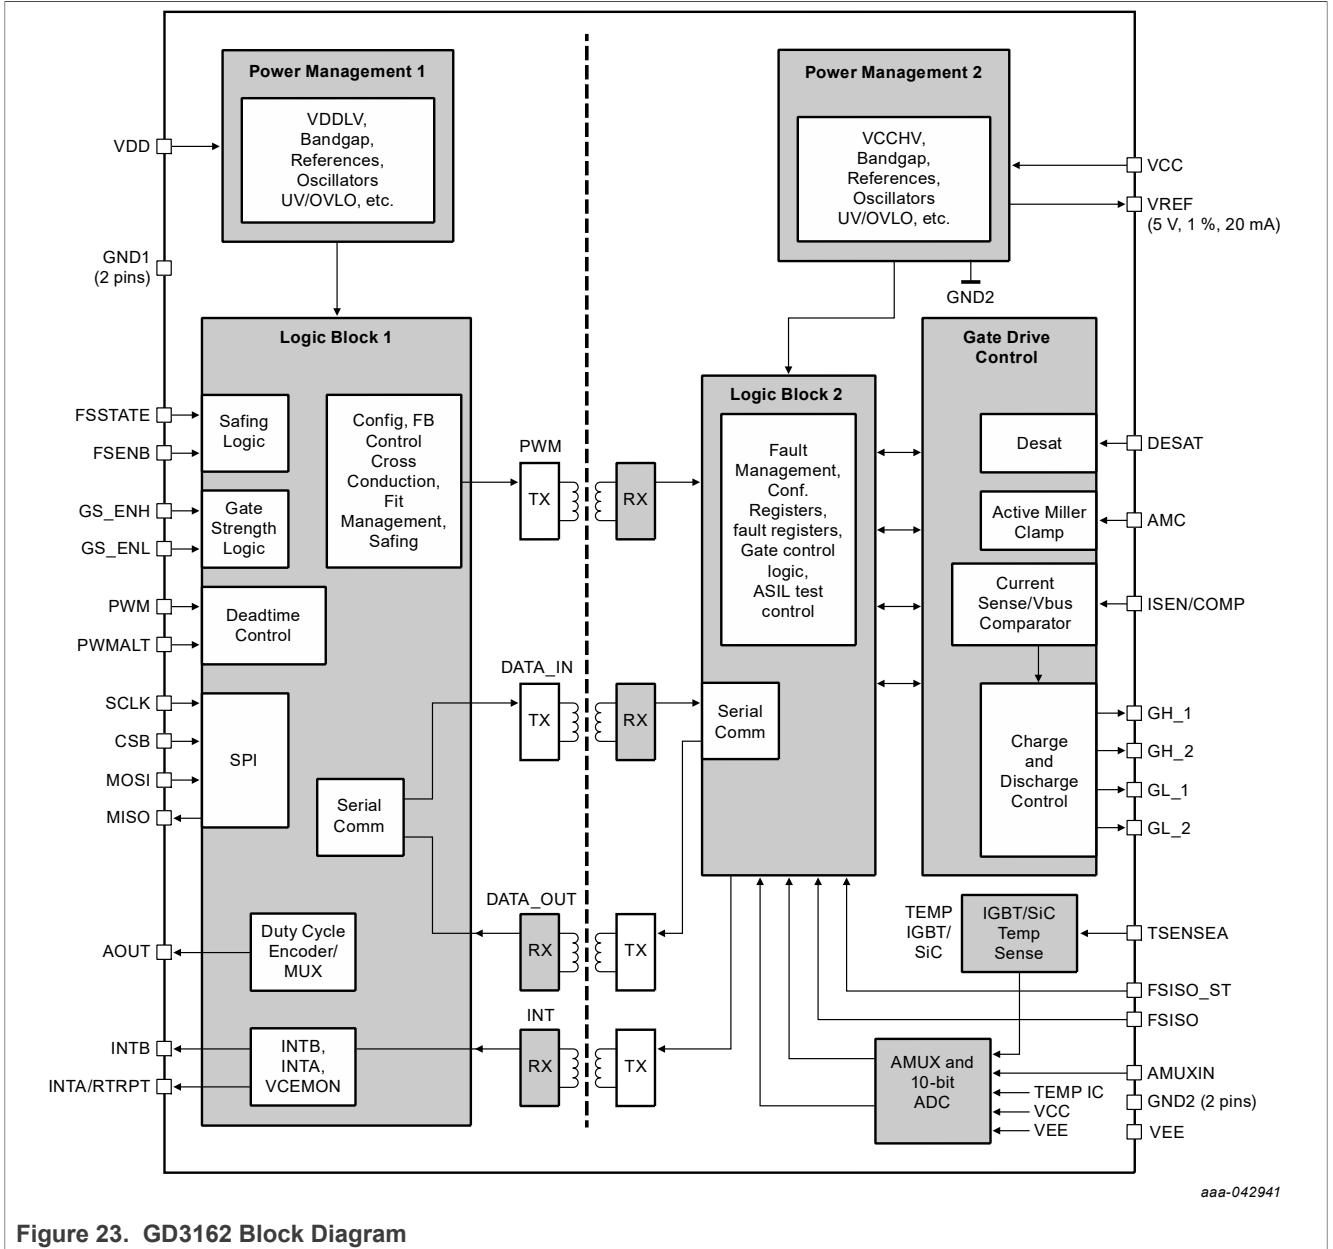 Power Management 1
VDDLV,
Bandgap,
References,
Oscillators
UV/OVLO, etc.
VDD
GND1
(2 pins)
Power Management 2
VCCHV,
Bandgap,
References,
Oscillators
UV/OVLO, etc.
VCC
VREF
(5 V, 1 %, 20 mA)
GND2
Logic Block 1
FSSTATE
FSENB
Safing
Logic
GS_ENH
GS_ENL
Gate
Strength
Logic
Config, FB
Control
Cross
Conduction,
Fit
Management,
Safing
PWM
PWMALT
Deadtime
Control
SCLK
CSB
MOSI
MISO
SPI
Serial
Comm
AOUT
Duty Cycle
Encoder/
MUX
INTB
INTA/RTRPT
INTB,
INTA,
VCEMON
PWM
TX
RX
DATA_IN
TX
RX
DATA_OUT
RX
TX
INT
RX
TX
Logic Block 2
Fault
Management,
Conf.
Registers,
fault registers,
Gate control
logic,
ASIL test
control
Serial
Comm
Gate Drive
Control
Desat
DESAT
Active Miller
Clamp
AMC
Current
Sense/Vbus
Comparator
ISEN/COMP
Charge
and
Discharge
Control
GH_1
GH_2
GL_1
GL_2
TEMP
IGBT/
SiC
IGBT/SiC
Temp
Sense
TSENSEA
FSISO_ST
FSISO
AMUX and
10-bit
ADC
AMUXIN
TEMP IC
VCC
VEE
GND2 (2 pins)
VEE
aaa-042941
Figure 23. GD3162 Block Diagram